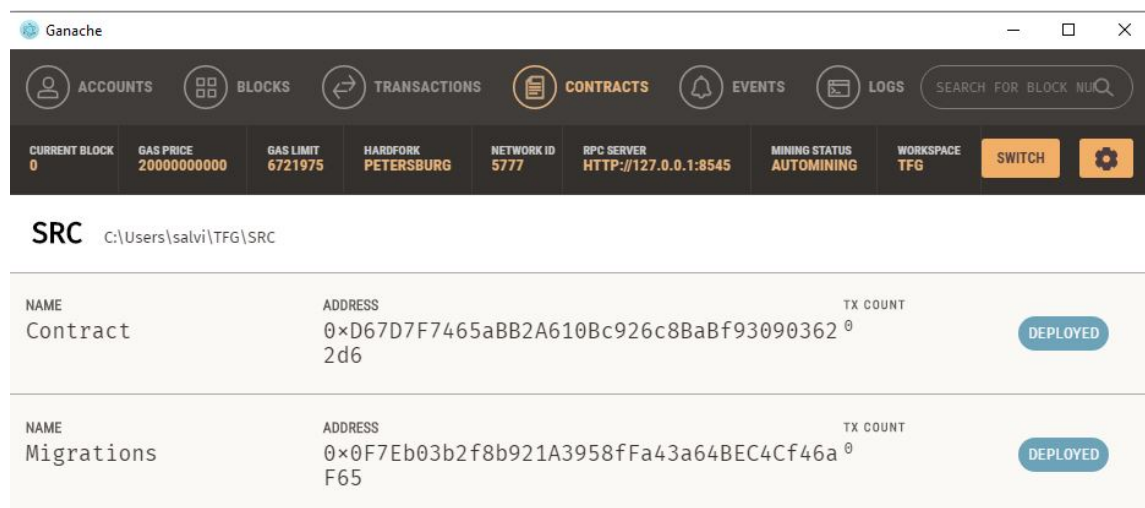 Ganache
ACCOUNTS BLOCKS TRANSACTIONS CONTRACTS EVENTS LOGS SEARCH FOR BLOCK NU
CURRENT BLOCK GAS PRICE GAS LIMIT HARDFORK NETWORK ID RPC SERVER MINING STATUS WORKSPACE
0 20000000000 6721975 PETERSBURG 5777 HTTP://127.0.0.1:8545 AUTOMINING TFG SWITCH
SRC C:\Users\salvi\TFG\SRC
NAME ADDRESS TX COUNT
Contract 0×D67D7F7465aBB2A610Bc926c8BaBf93090362 0
2d6
DEPLOYED
NAME ADDRESS TX COUNT
Migrations 0×0F7Eb03b2f8b921A3958fFa43a64BEC4Cf46a 0
F65
DEPLOYED